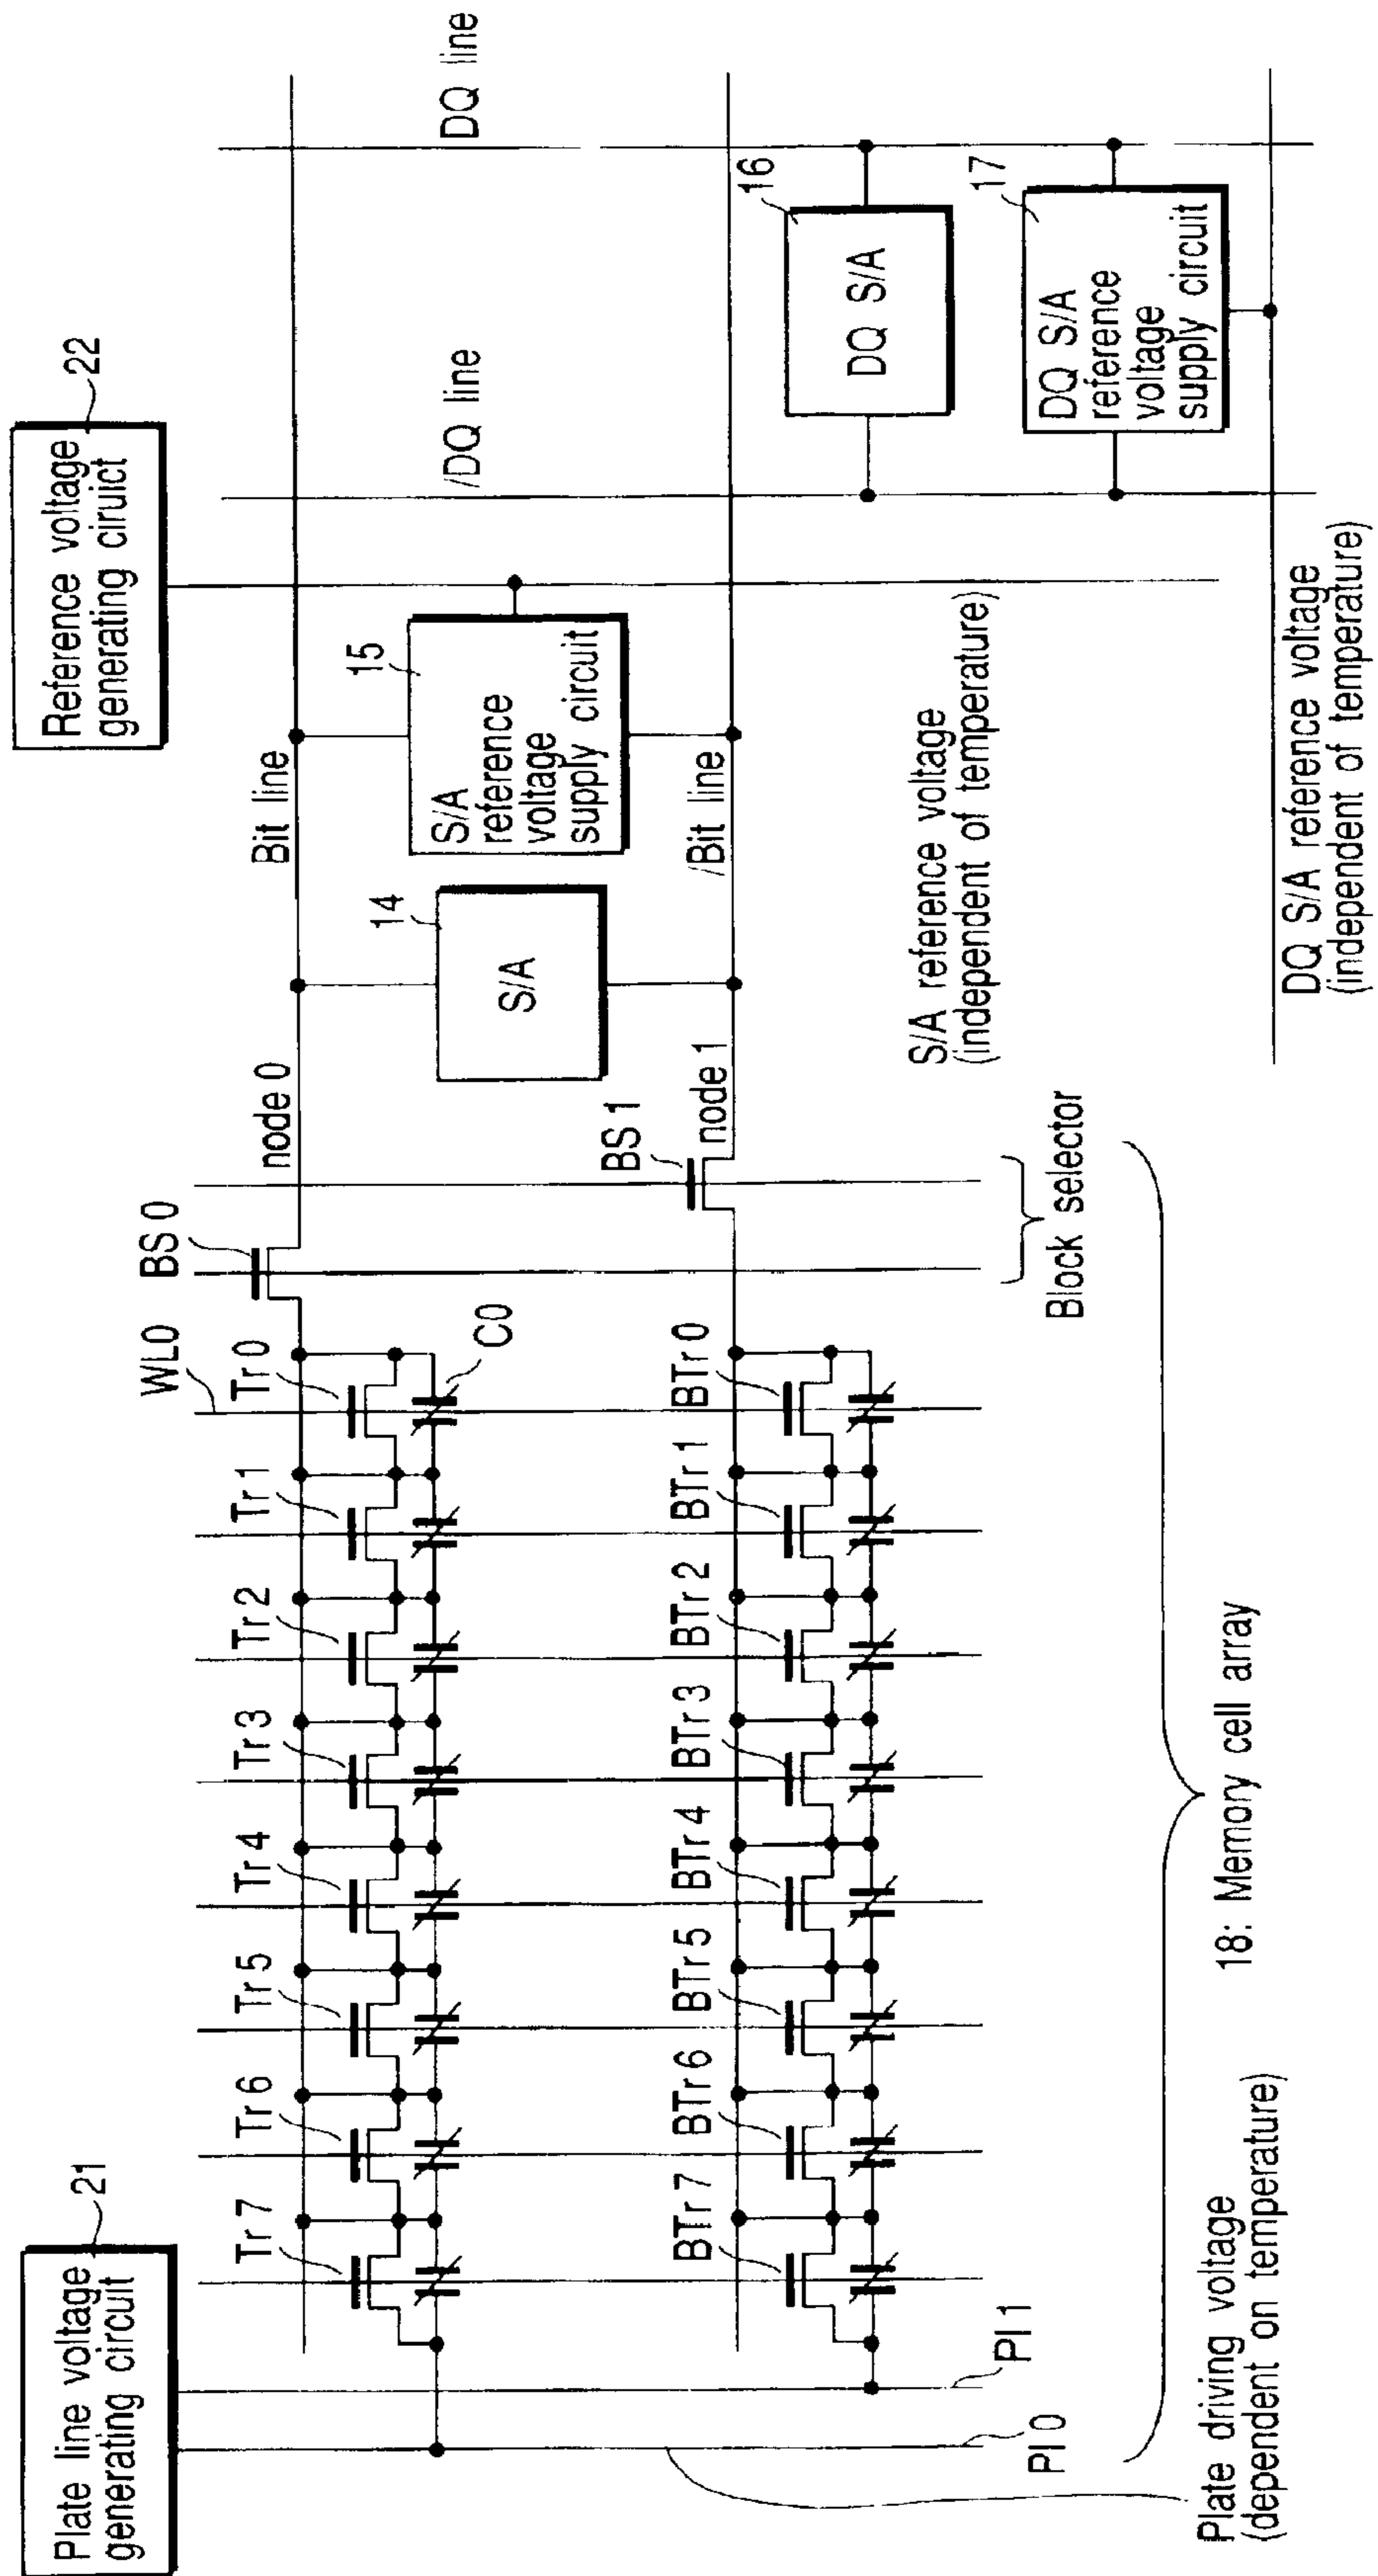 Plate line voltage
generating circuit
21
Reference voltage
generating ciruict
22
WL0
BS 0
node 0
Bit line
DQ line
/DQ line
Tr 7
Tr 6
Tr 5
Tr 4
Tr 3
Tr 2
Tr 1
Tr 0
C0
14
S/A
15
S/A
reference
voltage
supply circuit
BS 1
node 1
/Bit line
16
DQ S/A
17
DQ S/A
reference
voltage
supply circuit
BTr 7
BTr 6
BTr 5
BTr 4
BTr 3
BTr 2
BTr 1
BTr 0
Pl 1
Pl 0
Block selector
S/A reference voltage
(independent of temperature)
Plate driving voltage
(dependent on temperature)
18: Memory cell array
DQ S/A reference voltage
(independent of temperature)